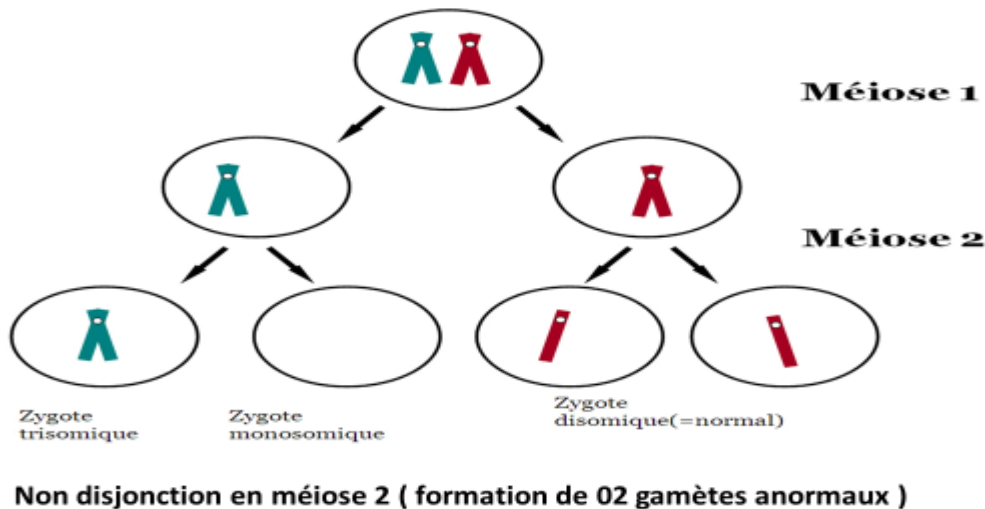 Méiose 1
Méiose 2
Zygote
trisomique
Zygote
monosomique
Zygote
disomique(=normal)
Non disjonction en méiose 2 ( formation de 02 gamètes anormaux )